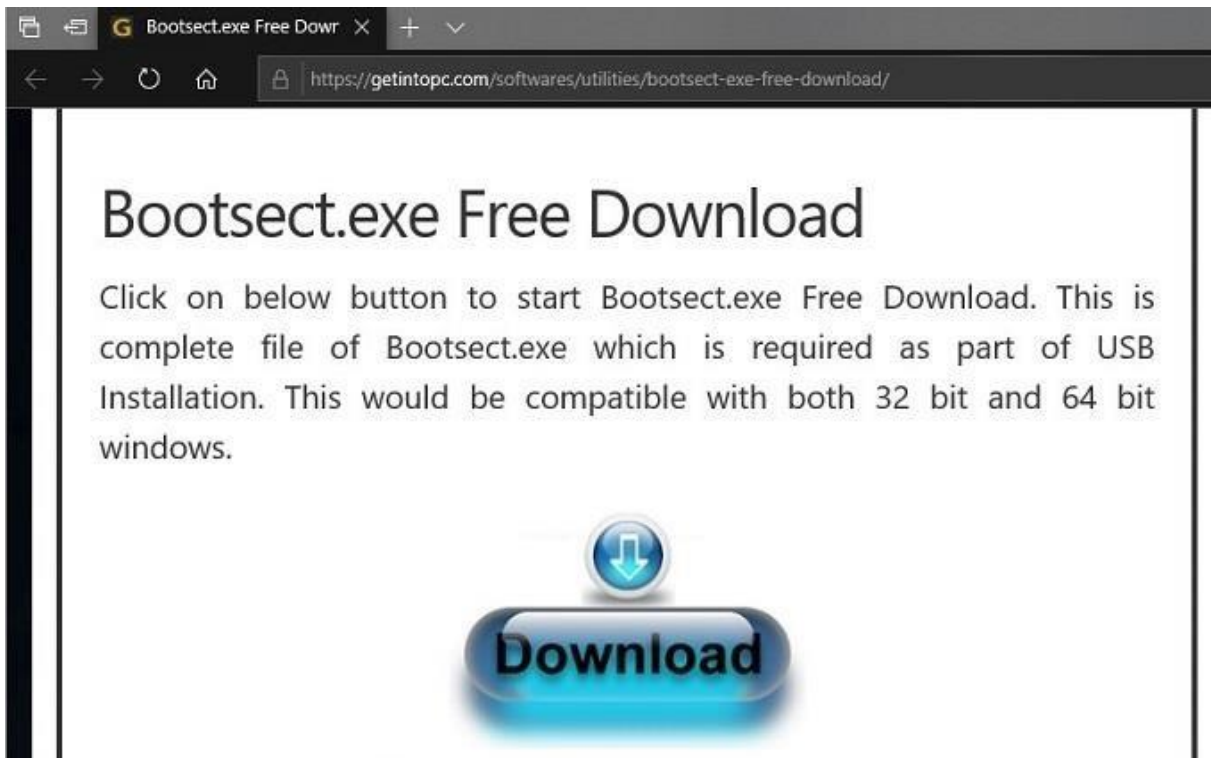 G Bootsect.exe Free Dowr
https://getintopc.com/softwares/utilities/bootsect-exe-free-download/
Bootsect.exe Free Download
Click on below button to start Bootsect.exe Free Download. This is
complete file of Bootsect.exe which is required as part of USB
Installation. This would be compatible with both 32 bit and 64 bit
windows.
Download